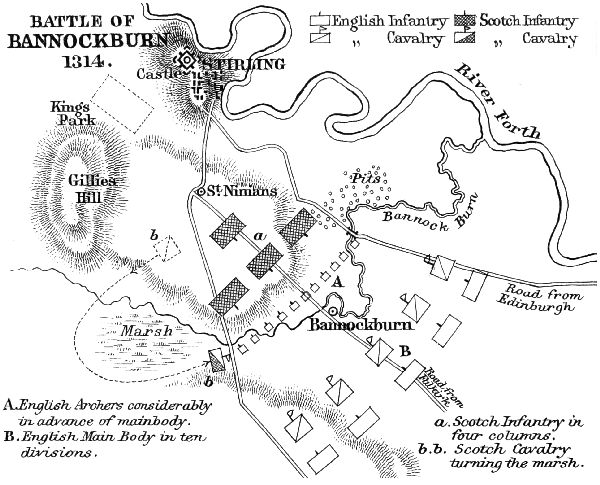 BATTLE OF
BANNOCKBURN
1314.
English Infantry
Scotch Infantry
„ Cavalry
„ Cavalry
STIRLING
Castle
Kings
Park
River Forth
Gillies
Hill
Pits
St. Ninians
Bannock Burn
b
a
A
Road from
Edinburgh
Bannockburn
Marsh
B
b
Road from
A. English Archers considerably
in advance of mainbody.
B. English Main Body in ten
divisions.
a. Scotch Infantry in
four columns.
b.b. Scotch Cavalry
turning the marsh.